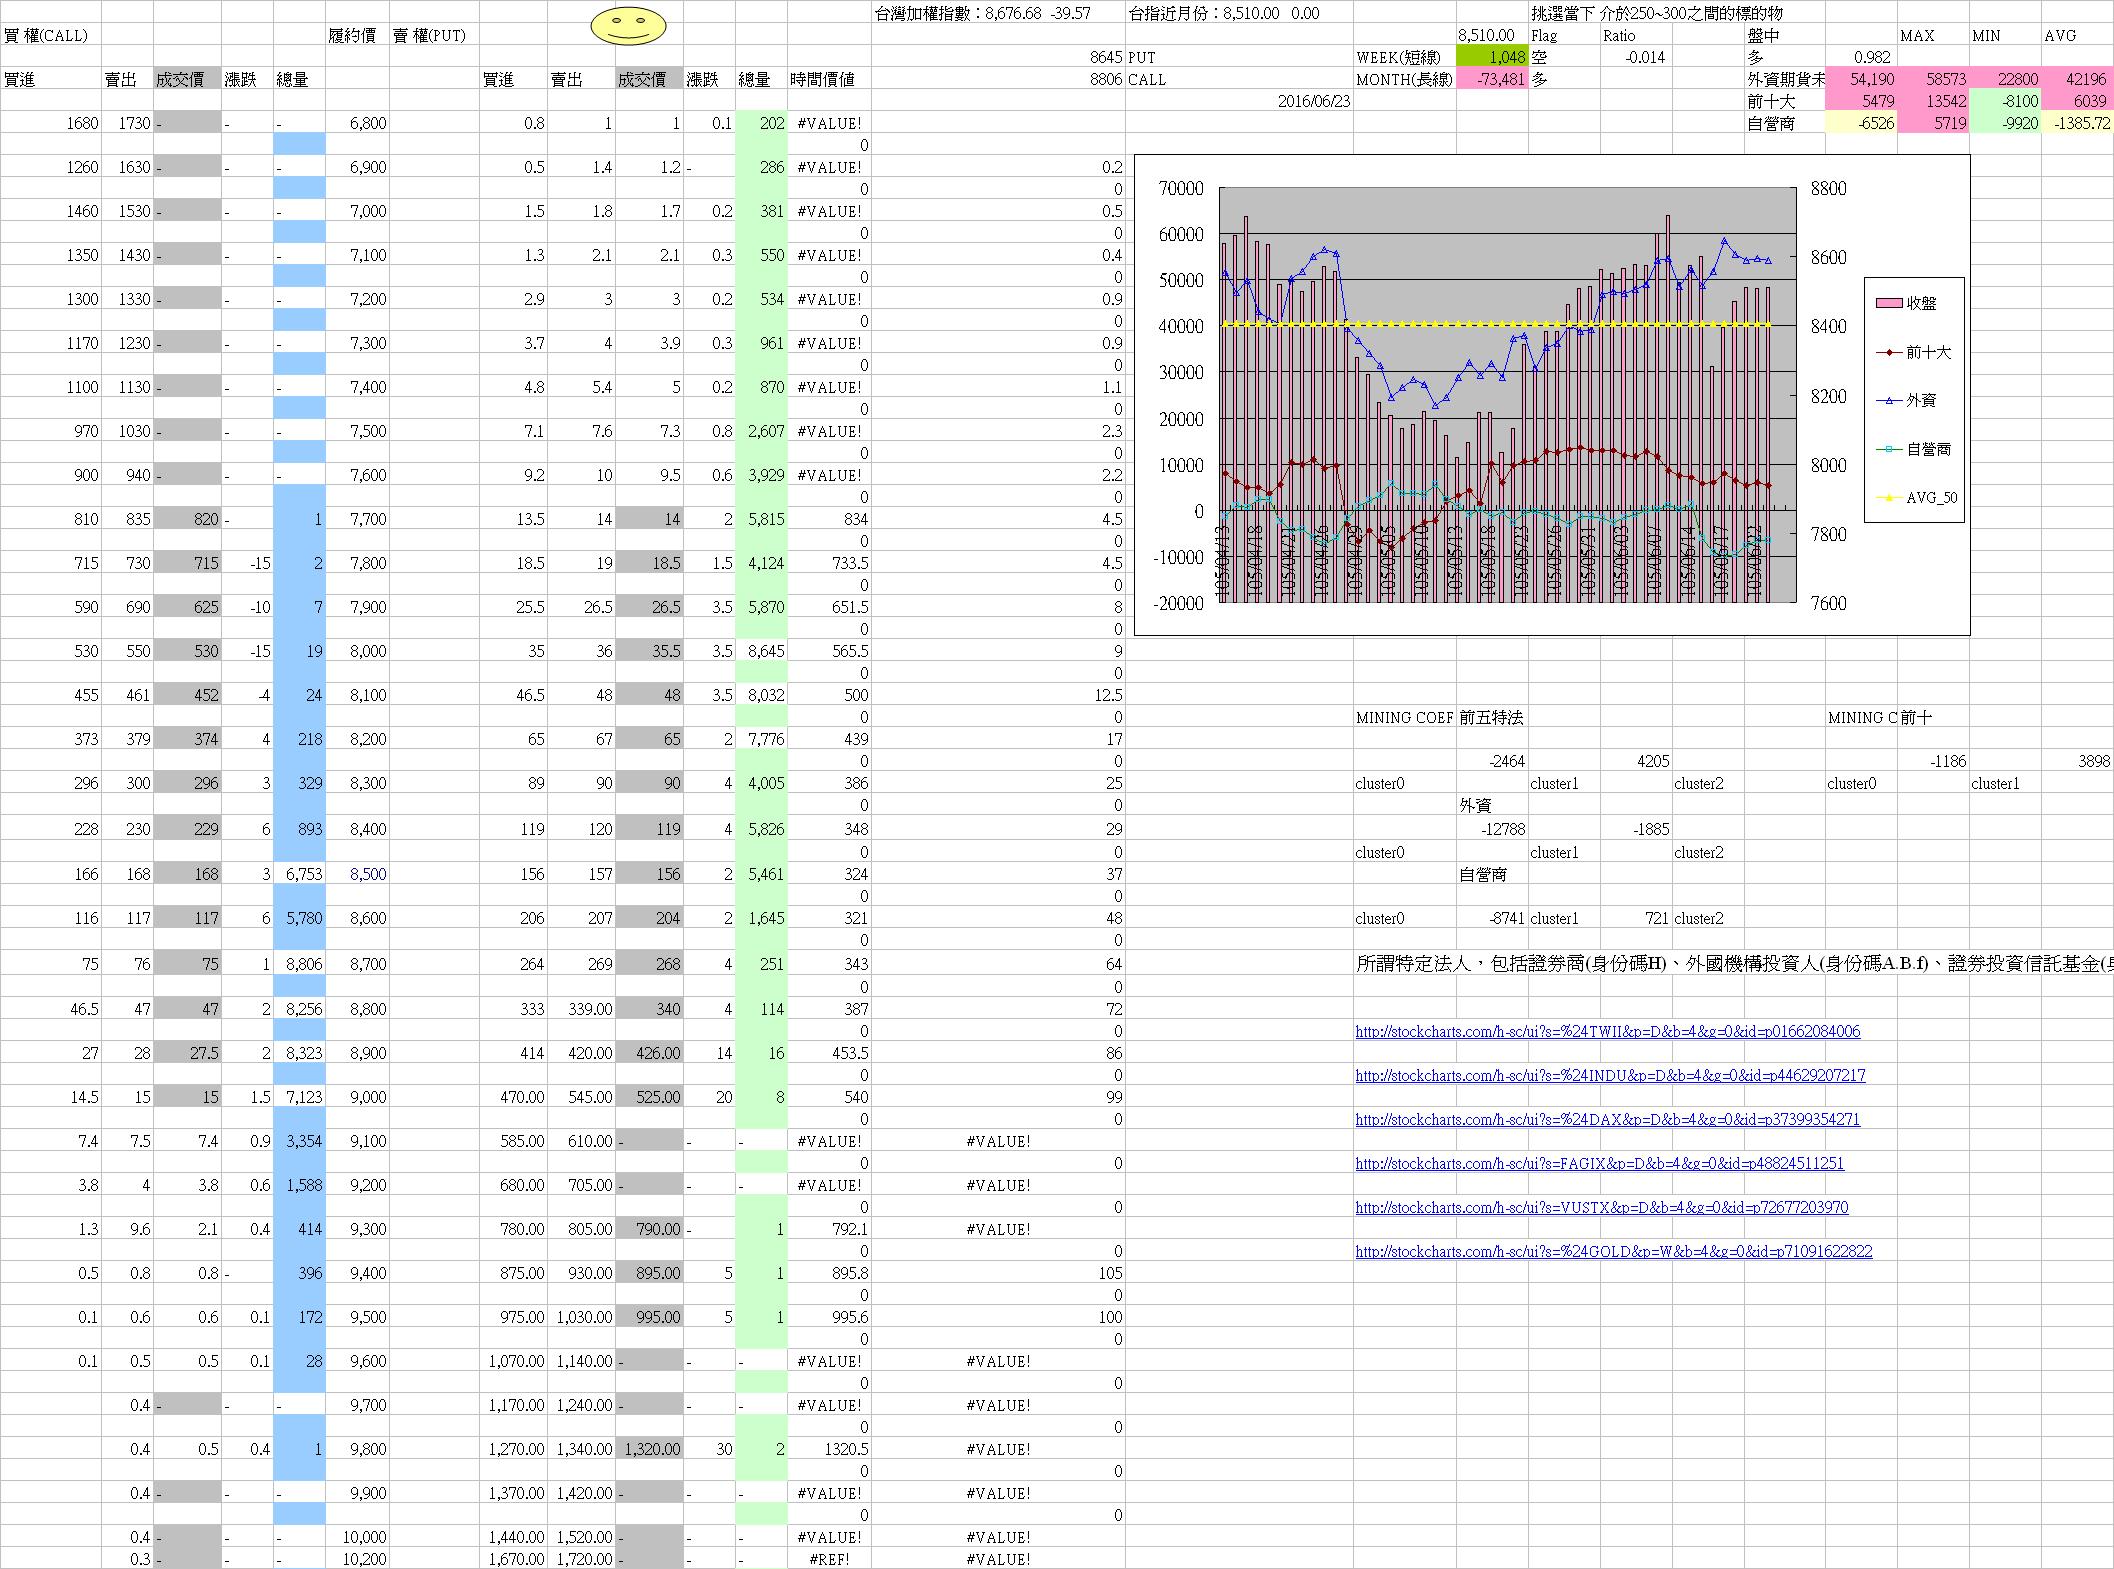 台灣加權指數：8,676.68 -39.57 台指近月份：8,510.00 0.00 挑選當下 介於250~300之間的標的物
買 權(CALL) 履約價 賣 權(PUT) 8,510.00 Flag Ratio 盤中 MAX MIN AVG
8645 PUT WEEK(短線) 1,048 空 -0.014 多 0.982
買進 賣出 成交價 漲跌 總量 買進 賣出 成交價 漲跌 總量 時間價值 8806 CALL MONTH(長線) -73,481 多 外資期貨未 54,190 58573 22800 42196
2016/06/23 前十大 5479 13542 -8100 6039
1680 1730 - - - 6,800 0.8 1 1 0.1 202 #VALUE! 自營商 -6526 5719 -9920 -1385.72
0
1260 1630 - - - 6,900 0.5 1.4 1.2 - 286 #VALUE! 0.2
0 0
1460 1530 - - - 7,000 1.5 1.8 1.7 0.2 381 #VALUE! 0.5
0 0
1350 1430 - - - 7,100 1.3 2.1 2.1 0.3 550 #VALUE! 0.4
0 0
1300 1330 - - - 7,200 2.9 3 3 0.2 534 #VALUE! 0.9
0 0
1170 1230 - - - 7,300 3.7 4 3.9 0.3 961 #VALUE! 0.9
0 0
1100 1130 - - - 7,400 4.8 5.4 5 0.2 870 #VALUE! 1.1
0 0
970 1030 - - - 7,500 7.1 7.6 7.3 0.8 2,607 #VALUE! 2.3
0 0
900 940 - - - 7,600 9.2 10 9.5 0.6 3,929 #VALUE! 2.2
0 0
810 835 820 - 1 7,700 13.5 14 14 2 5,815 834 4.5
0 0
715 730 715 -15 2 7,800 18.5 19 18.5 1.5 4,124 733.5 4.5
0 0
590 690 625 -10 7 7,900 25.5 26.5 26.5 3.5 5,870 651.5 8
0 0
530 550 530 -15 19 8,000 35 36 35.5 3.5 8,645 565.5 9
0 0
455 461 452 -4 24 8,100 46.5 48 48 3.5 8,032 500 12.5
0 0 MINING COEF 前五特法 MINING C 前十
373 379 374 4 218 8,200 65 67 65 2 7,776 439 17
0 0 -2464 4205 -1186 3898
296 300 296 3 329 8,300 89 90 90 4 4,005 386 25 cluster0 cluster1 cluster2 cluster0 cluster1
0 0 外資
228 230 229 6 893 8,400 119 120 119 4 5,826 348 29 -12788 -1885
0 0 cluster0 cluster1 cluster2
166 168 168 3 6,753 8,500 156 157 156 2 5,461 324 37 自營商
0 0
116 117 117 6 5,780 8,600 206 207 204 2 1,645 321 48 cluster0 -8741 cluster1 721 cluster2
0 0
75 76 75 1 8,806 8,700 264 269 268 4 251 343 64 所謂特定法人，包括證券商(身份碼H)、外國機構投資人(身份碼A.B.f)、證券投資信託基金(
0 0
46.5 47 47 2 8,256 8,800 333 339.00 340 4 114 387 72
0 0 http://stockcharts.com/h-sc/ui?s=%24TWII&p=D&b=4&g=0&id=p01662084006
27 28 27.5 2 8,323 8,900 414 420.00 426.00 14 16 453.5 86
0 0 http://stockcharts.com/h-sc/ui?s=%24INDU&p=D&b=4&g=0&id=p44629207217
14.5 15 15 1.5 7,123 9,000 470.00 545.00 525.00 20 8 540 99
0 0 http://stockcharts.com/h-sc/ui?s=%24DAX&p=D&b=4&g=0&id=p37399354271
7.4 7.5 7.4 0.9 3,354 9,100 585.00 610.00 - - - #VALUE! #VALUE!
0 0 http://stockcharts.com/h-sc/ui?s=FAGIX&p=D&b=4&g=0&id=p48824511251
3.8 4 3.8 0.6 1,588 9,200 680.00 705.00 - - - #VALUE! #VALUE!
0 0 http://stockcharts.com/h-sc/ui?s=VUSTX&p=D&b=4&g=0&id=p72677203970
1.3 9.6 2.1 0.4 414 9,300 780.00 805.00 790.00 - 1 792.1 #VALUE!
0 0 http://stockcharts.com/h-sc/ui?s=%24GOLD&p=W&b=4&g=0&id=p71091622822
0.5 0.8 0.8 - 396 9,400 875.00 930.00 895.00 5 1 895.8 105
0 0
0.1 0.6 0.6 0.1 172 9,500 975.00 1,030.00 995.00 5 1 995.6 100
0 0
0.1 0.5 0.5 0.1 28 9,600 1,070.00 1,140.00 - - - #VALUE! #VALUE!
0 0
0.4 - - - 9,700 1,170.00 1,240.00 - - - #VALUE! #VALUE!
0 0
0.4 0.5 0.4 1 9,800 1,270.00 1,340.00 1,320.00 30 2 1320.5 #VALUE!
0 0
0.4 - - - 9,900 1,370.00 1,420.00 - - - #VALUE! #VALUE!
0 0
0.4 - - - 10,000 1,440.00 1,520.00 - - - #VALUE! #VALUE!
0.3 - - - 10,200 1,670.00 1,720.00 - - - #REF! #VALUE!
70000 8800
60000
8600
50000
40000 8400
30000
8200
20000
10000 8000
0
7800
-10000
-20000 7600
105/04/13 105/04/18 105/04/21 105/04/26 105/04/29 105/05/05 105/05/10 105/05/13 105/05/18 105/05/23 105/05/26 105/05/31 105/06/03 105/06/07 105/06/14 105/06/17 105/06/22
收盤
前十大
外資
自營商
AVG_50